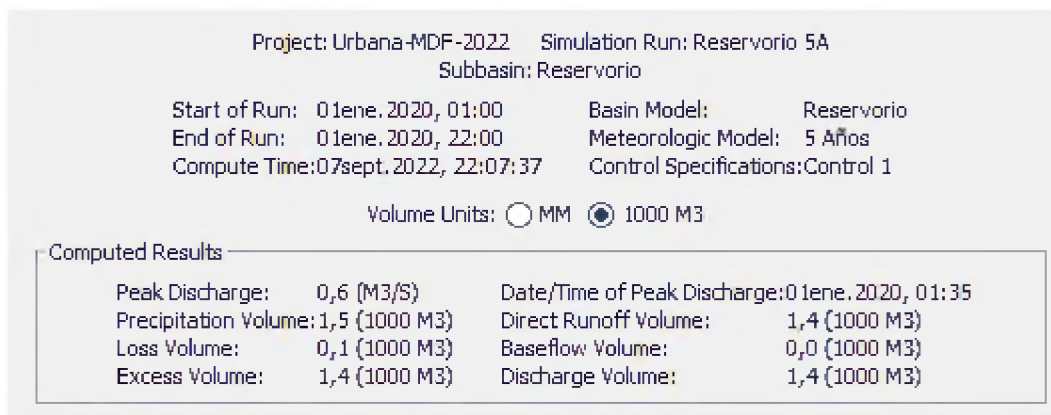 Project: Urbana-MDF-2022 Simulation Run: Reservorio 5A
Subbasin: Reservorio
Start of Run: 01ene.2020, 01:00 Basin Model: Reservorio
End of Run: 01ene.2020, 22:00 Meteorologic Model: 5 Años
Compute Time:07sept.2022, 22:07:37 Control Specifications:Control 1
Volume Units: MM 1000 M3
Computed Results
Peak Discharge: 0,6 (M3/S) Date/Time of Peak Discharge:01ene.2020, 01:35
Precipitation Volume:1,5 (1000 M3) Direct Runoff Volume: 1,4 (1000 M3)
Loss Volume: 0,1 (1000 M3) Baseflow Volume: 0,0 (1000 M3)
Excess Volume: 1,4 (1000 M3) Discharge Volume: 1,4 (1000 M3)